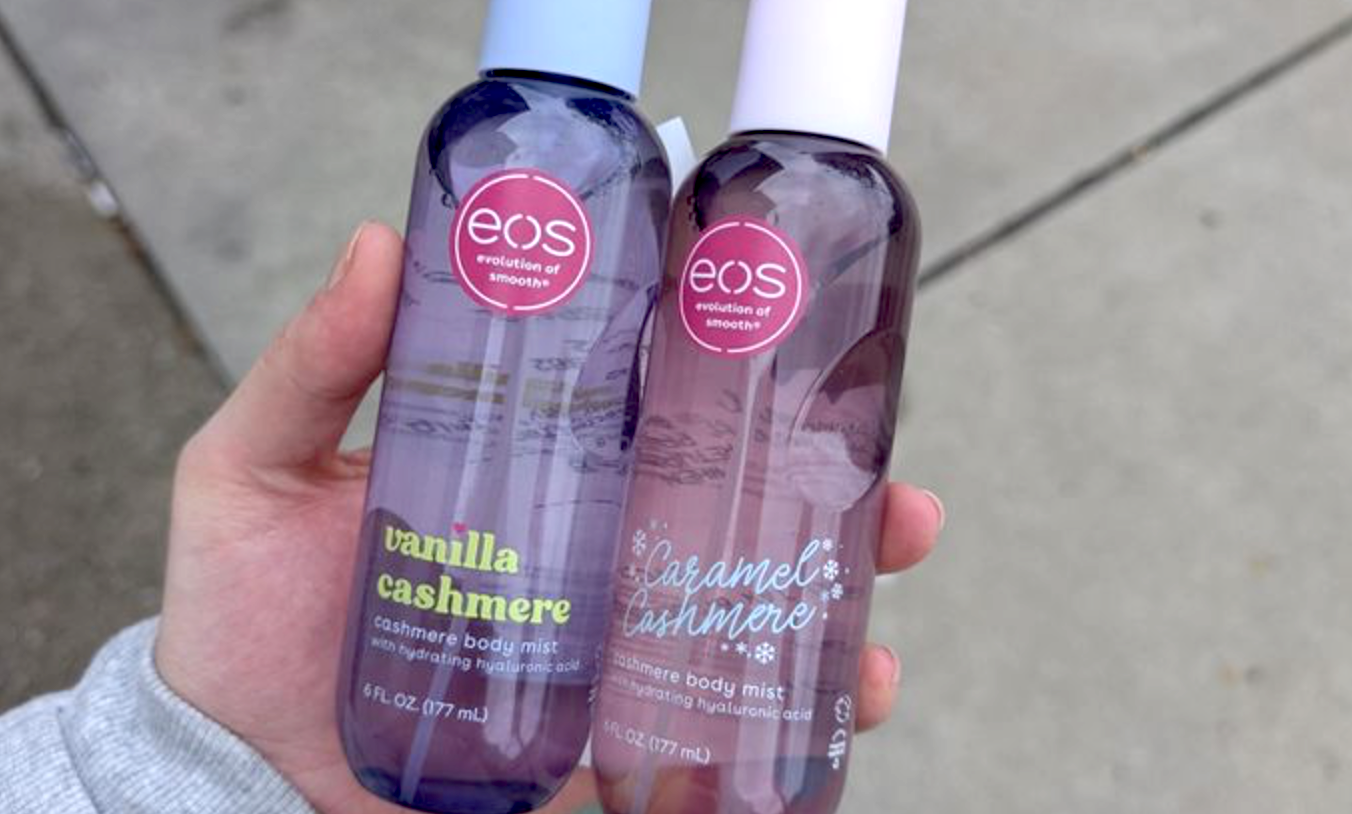 eos
evolution of
smooth®
vanilla
cashmere
cashmere body mist
with hydrating hyaluronic acid
6 FL. OZ. (177 mL)
eos
evolution of
smooth®
Caramel
Cashmere
cashmere body mist
with hydrating hyaluronic acid
6 FL. OZ. (177 mL)